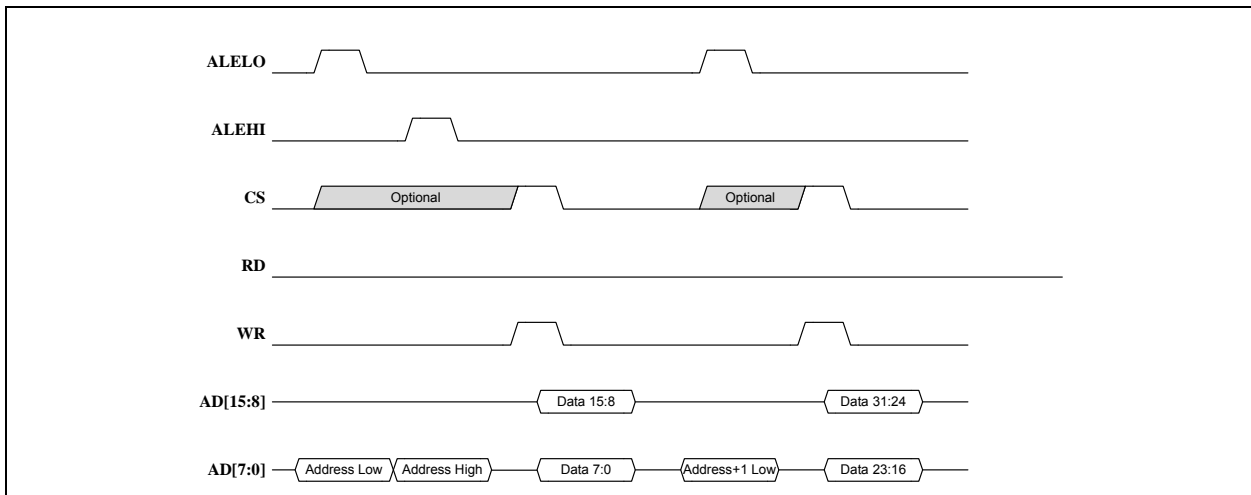 ALELO
ALEHI
CS Optional Optional
RD
WR
AD[15:8] Data 15:8 Data 31:24
AD[7:0] Address Low Address High Data 7:0 Address+1 Low Data 23:16